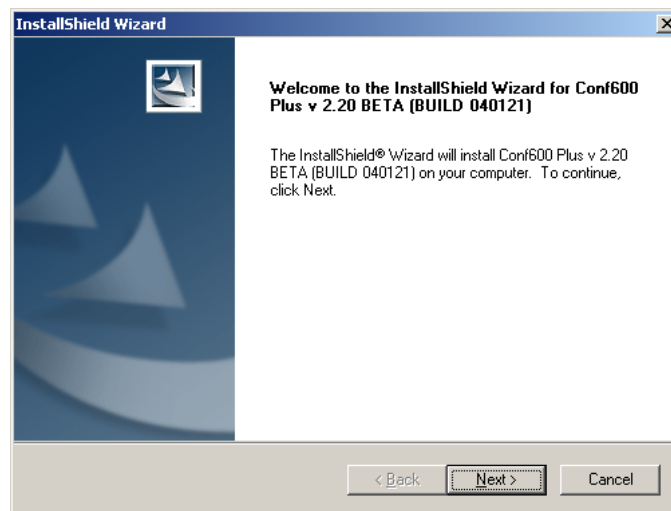 InstallShield Wizard
Welcome to the InstallShield Wizard for Conf600
Plus v 2.20 BETA (BUILD 040121)
The InstallShield® Wizard will install Conf600 Plus v 2.20
BETA (BUILD 040121) on your computer. To continue,
click Next.
< Back
Next >
Cancel